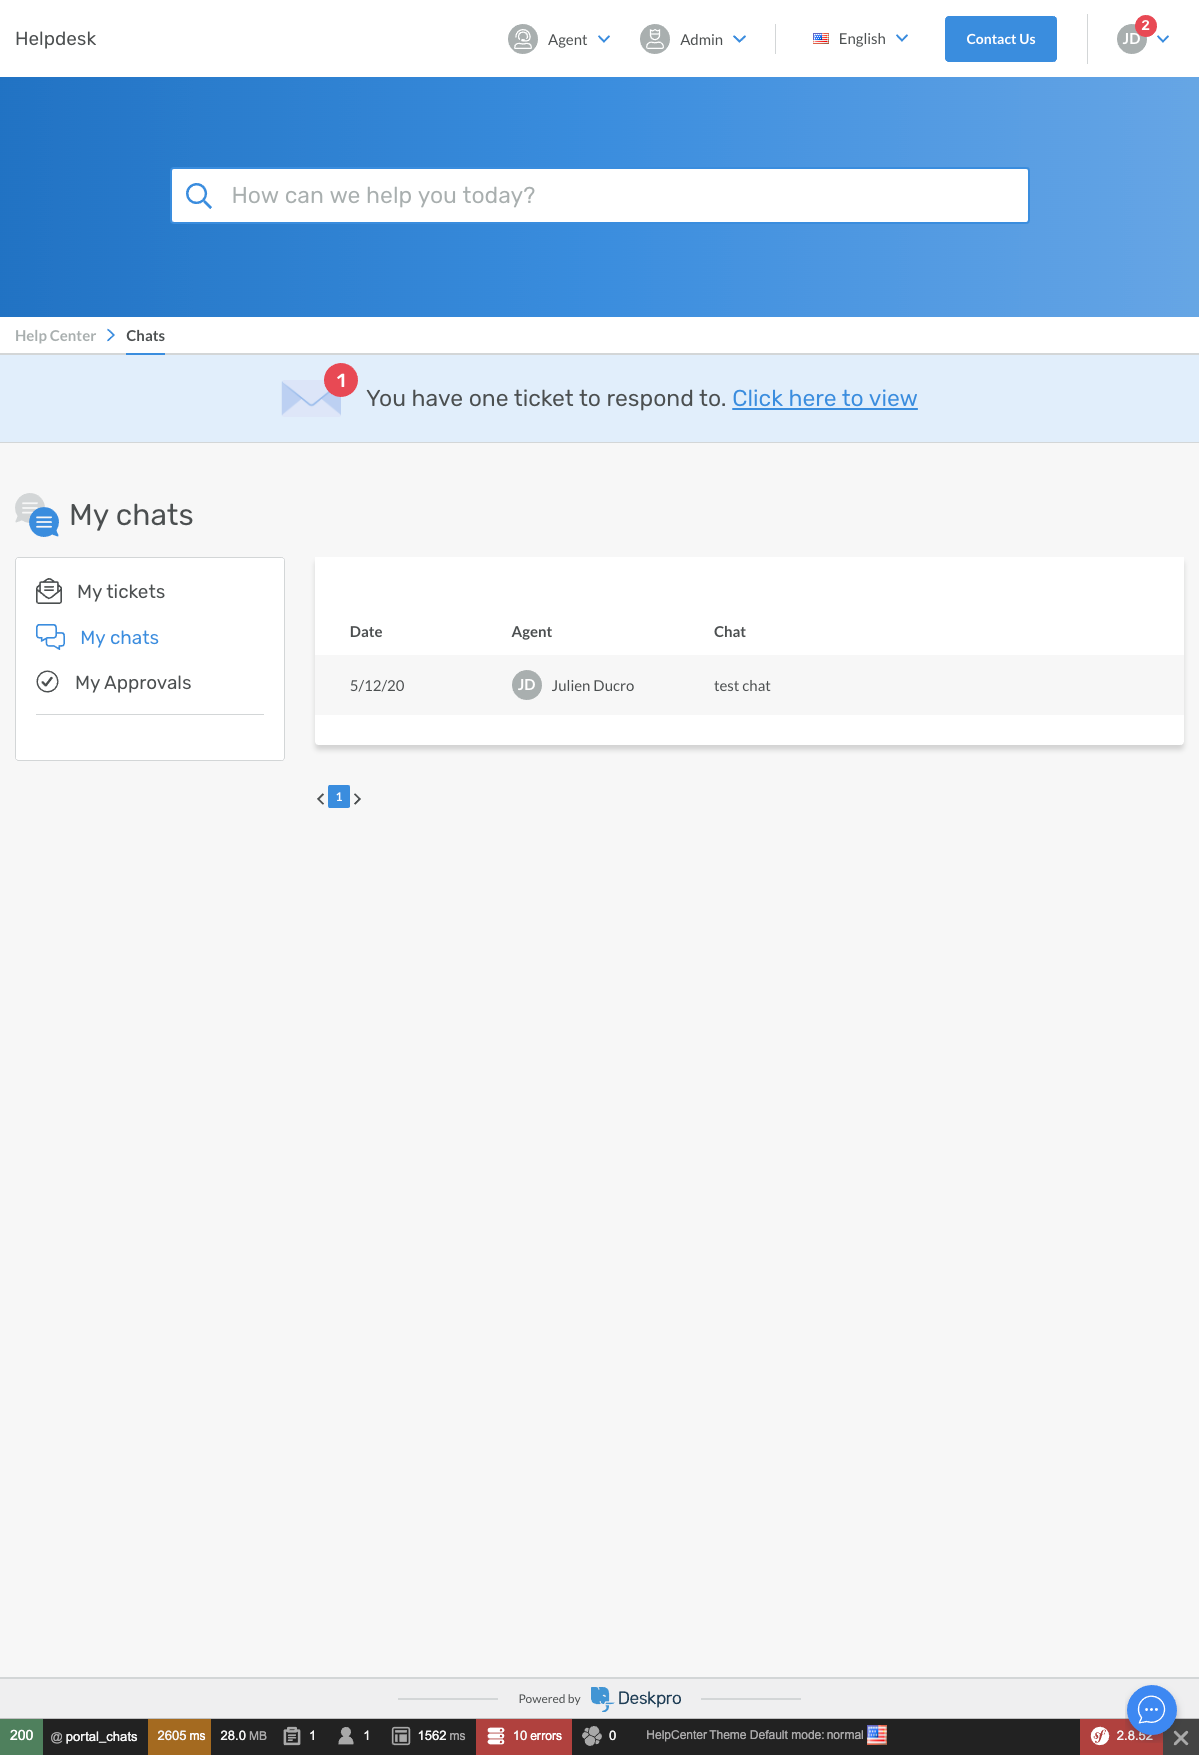 Helpdesk
Agent
Admin
English
Contact Us
JD
2
How can we help you today?
Help Center
Chats
1
You have one ticket to respond to. Click here to view
My chats
My tickets
My chats
My Approvals
Date Agent Chat
5/12/20 JD Julien Ducro test chat
1
Powered by Deskpro
200 @ portal_chats 2605 ms 28.0 MB 1 1 1562 ms 10 errors 0 HelpCenter Theme Default mode: normal 2.8.52